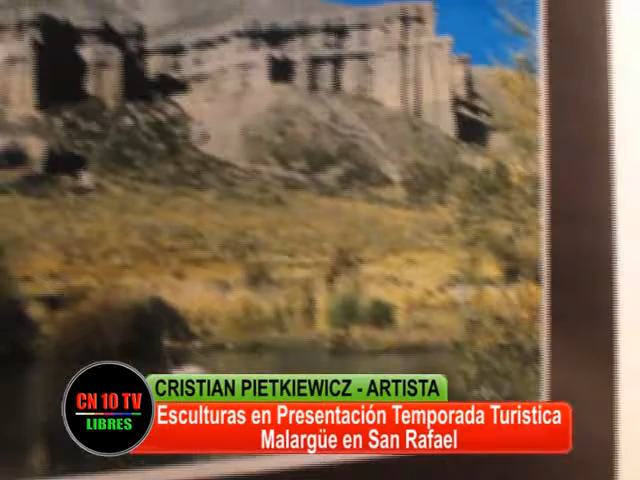 CRISTIAN PIETKIEWICZ - ARTISTA
CN 10 TV
LIBRES
Esculturas en Presentación Temporada Turistica
Malargüe en San Rafael